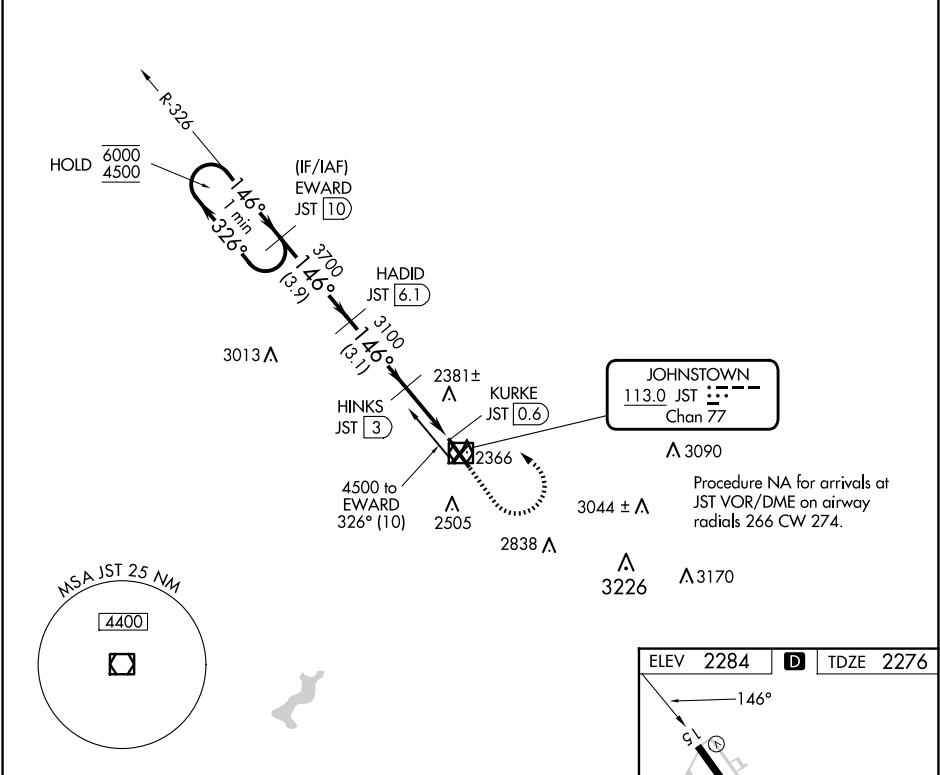 R-326
HOLD 6000
4500
(IF/IAF)
EWARD
JST 10
146°
1 min
326°
3700
146°
(3.9)
HADID
JST 6.1
3100
146°
(3.1)
3013
2381±
HINKS
JST 3
KURKE
JST 0.6
JOHNSTOWN
113.0 JST
Chan 77
2366
3090
4500 to
EWARD
326° (10)
2505
Procedure NA for arrivals at
JST VOR/DME on airway
radials 266 CW 274.
3044 ±
2838
3226
3170
MSA JST 25 NM
4400
ELEV 2284 D TDZE 2276
146°
15
V